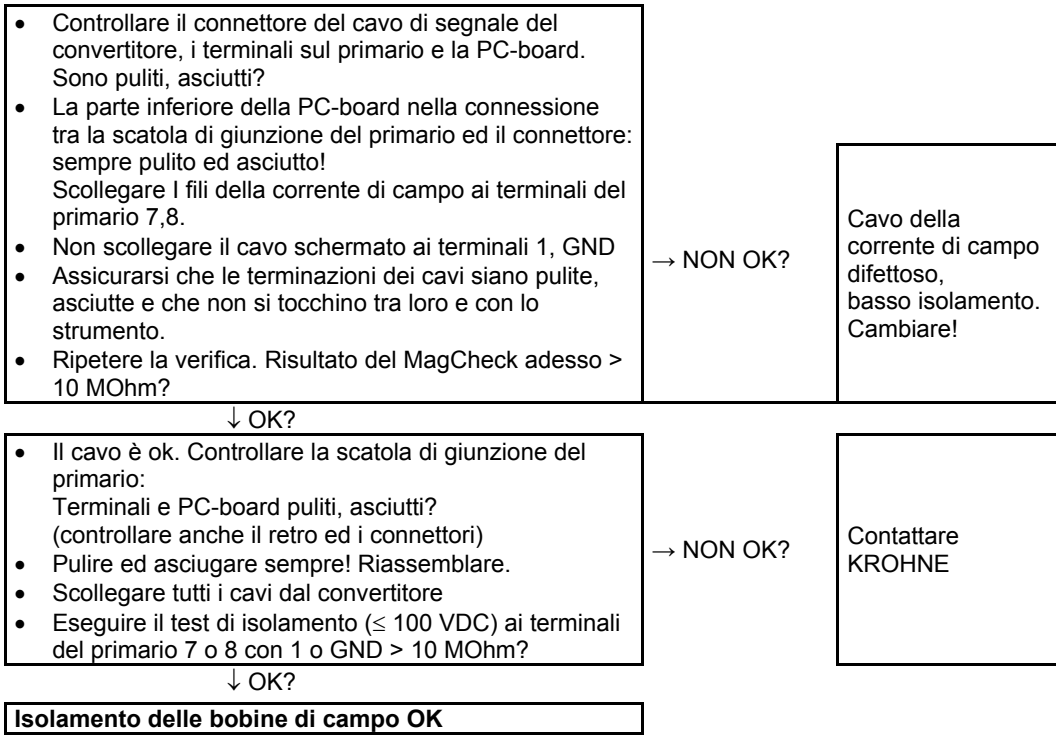 • Controllare il connettore del cavo di segnale del
convertitore, i terminali sul primario e la PC-board.
Sono puliti, asciutti?
• La parte inferiore della PC-board nella connessione
tra la scatola di giunzione del primario ed il connettore:
sempre pulito ed asciutto!
Scollegare I fili della corrente di campo ai terminali del
primario 7,8.
• Non scollegare il cavo schermato ai terminali 1, GND
• Assicurarsi che le terminazioni dei cavi siano pulite,
asciutte e che non si tocchino tra loro e con lo
strumento.
• Ripetere la verifica. Risultato del MagCheck adesso >
10 MOhm?
→ NON OK?
Cavo della
corrente di campo
difettoso,
basso isolamento.
Cambiare!
↓ OK?
• Il cavo è ok. Controllare la scatola di giunzione del
primario:
Terminali e PC-board puliti, asciutti?
(controllare anche il retro ed i connettori)
• Pulire ed asciugare sempre! Riassemblare.
• Scollegare tutti i cavi dal convertitore
• Eseguire il test di isolamento (≤ 100 VDC) ai terminali
del primario 7 o 8 con 1 o GND > 10 MOhm?
→ NON OK?
Contattare
KROHNE
↓ OK?
Isolamento delle bobine di campo OK